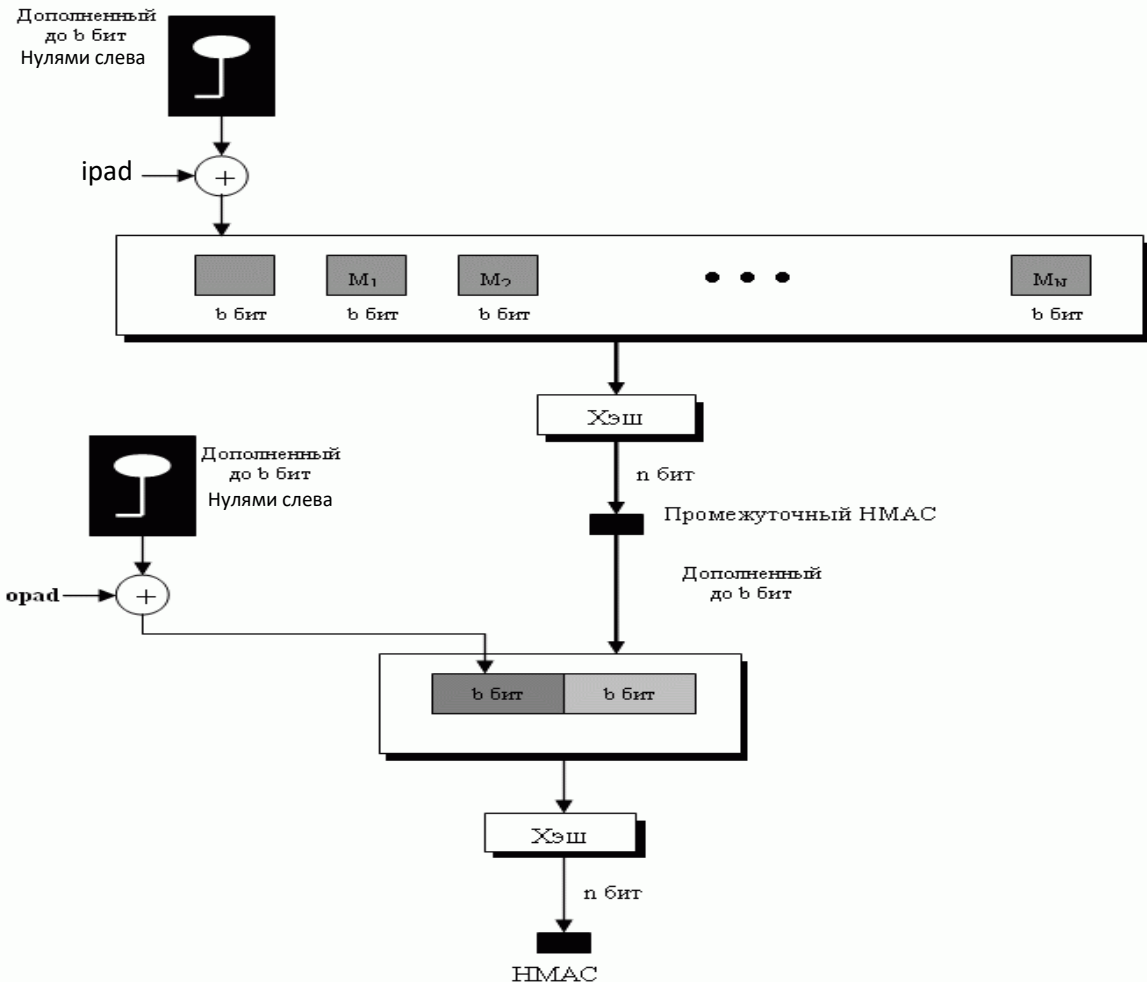 Дополненный
до b бит
Нулями слева
ipad
+
M1 M2 MN
b бит b бит b бит b бит
Хэш
n бит
Промежуточный HMAC
Дополненный
до b бит
Нулями слева
Дополненный
до b бит
opad
+
b бит b бит
Хэш
n бит
HMAC